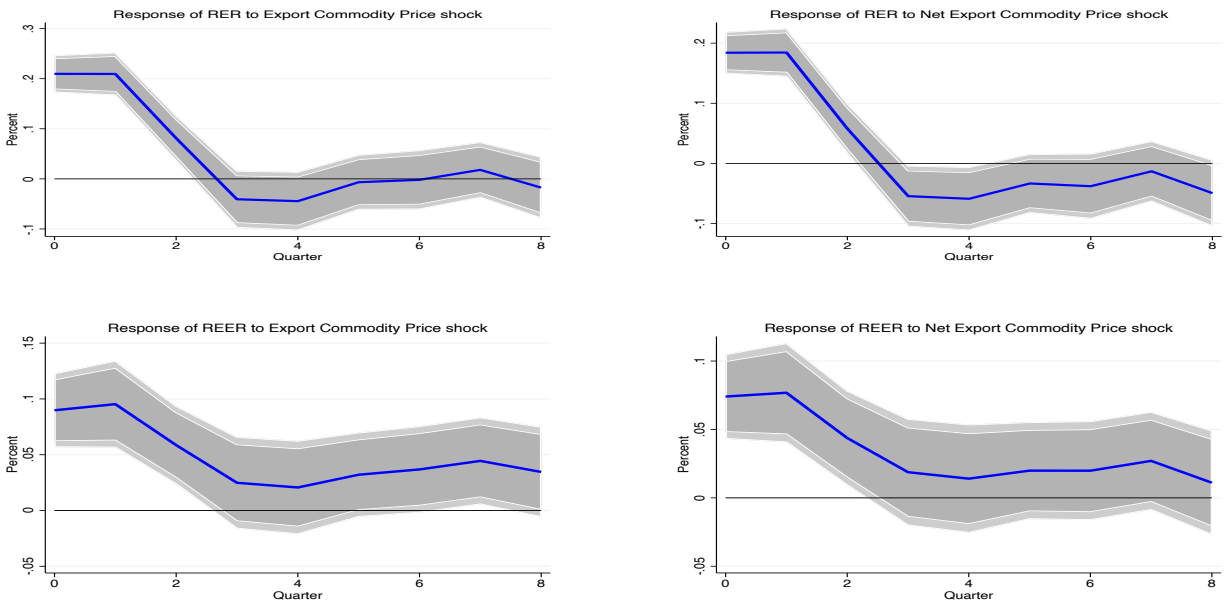 Response of RER to Export Commodity Price shock
.3
.2
.1
0
-.1
Percent
0 2 4 6 8
Quarter
Response of RER to Net Export Commodity Price shock
.2
.1
0
-.1
Percent
0 2 4 6 8
Quarter
Response of REER to Export Commodity Price shock
.15
.1
.05
0
-.05
Percent
0 2 4 6 8
Quarter
Response of REER to Net Export Commodity Price shock
.1
.05
0
-.05
Percent
0 2 4 6 8
Quarter